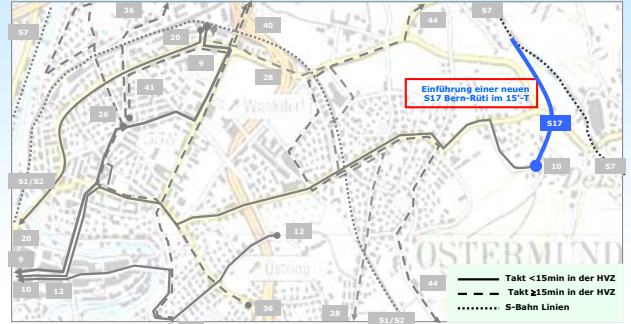 36
40
S7
44
S7
20
9
28
41
Einführung einer neuen
S17 Bern-Rüti im 15'-T
Wankdorf
26
S17
S1/S2
10
S7
20
12
9
OSTERMUND
10
12
Ostring
44
36
28
S1/S2
Takt <15min in der HVZ
Takt ≥15min in der HVZ
S-Bahn Linien